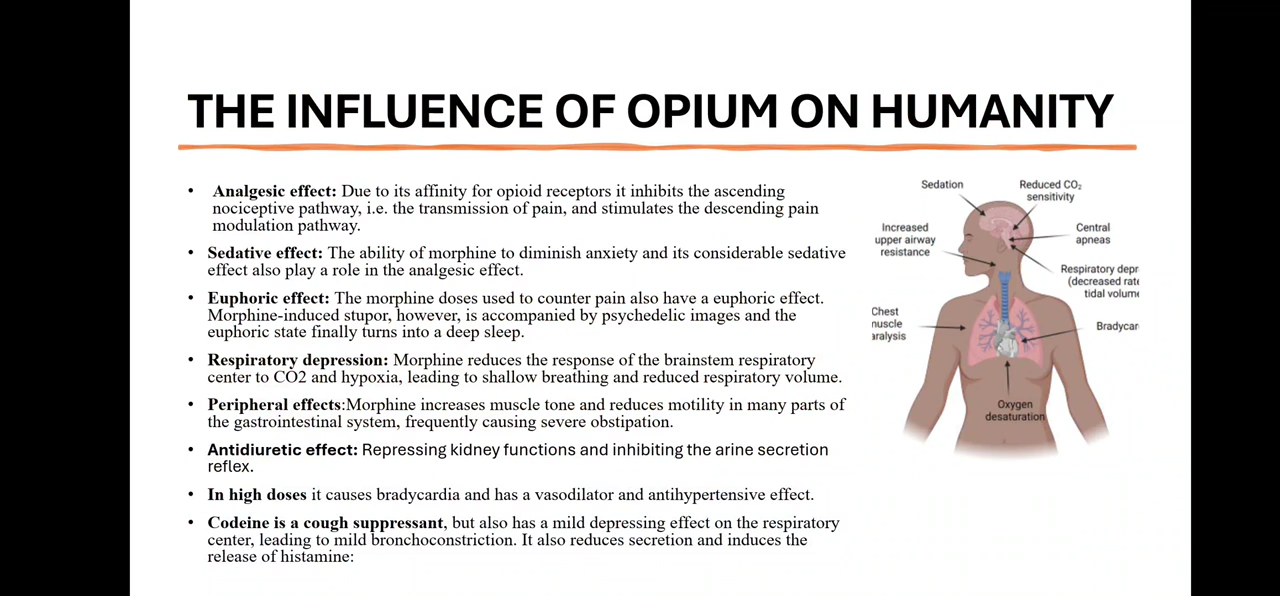 THE INFLUENCE OF OPIUM ON HUMANITY
• Analgesic effect: Due to its affinity for opioid receptors it inhibits the ascending
nociceptive pathway, i.e. the transmission of pain, and stimulates the descending pain
modulation pathway.
• Sedative effect: The ability of morphine to diminish anxiety and its considerable sedative
effect also play a role in the analgesic effect.
• Euphoric effect: The morphine doses used to counter pain also have a euphoric effect.
Morphine-induced stupor, however, is accompanied by psychedelic images and the
euphoric state finally turns into a deep sleep.
• Respiratory depression: Morphine reduces the response of the brainstem respiratory
center to CO2 and hypoxia, leading to shallow breathing and reduced respiratory volume.
• Peripheral effects:Morphine increases muscle tone and reduces motility in many parts of
the gastrointestinal system, frequently causing severe obstipation.
• Antidiuretic effect: Repressing kidney functions and inhibiting the arine secretion
reflex.
• In high doses it causes bradycardia and has a vasodilator and antihypertensive effect.
• Codeine is a cough suppressant, but also has a mild depressing effect on the respiratory
center, leading to mild bronchoconstriction. It also reduces secretion and induces the
release of histamine:
Sedation
Reduced CO₂
sensitivity
Increased
upper airway
resistance
Central
apneas
Respiratory depr
(decreased rate
tidal volume
Chest
nuscle
aralysis
Bradycar
Oxygen
desaturation